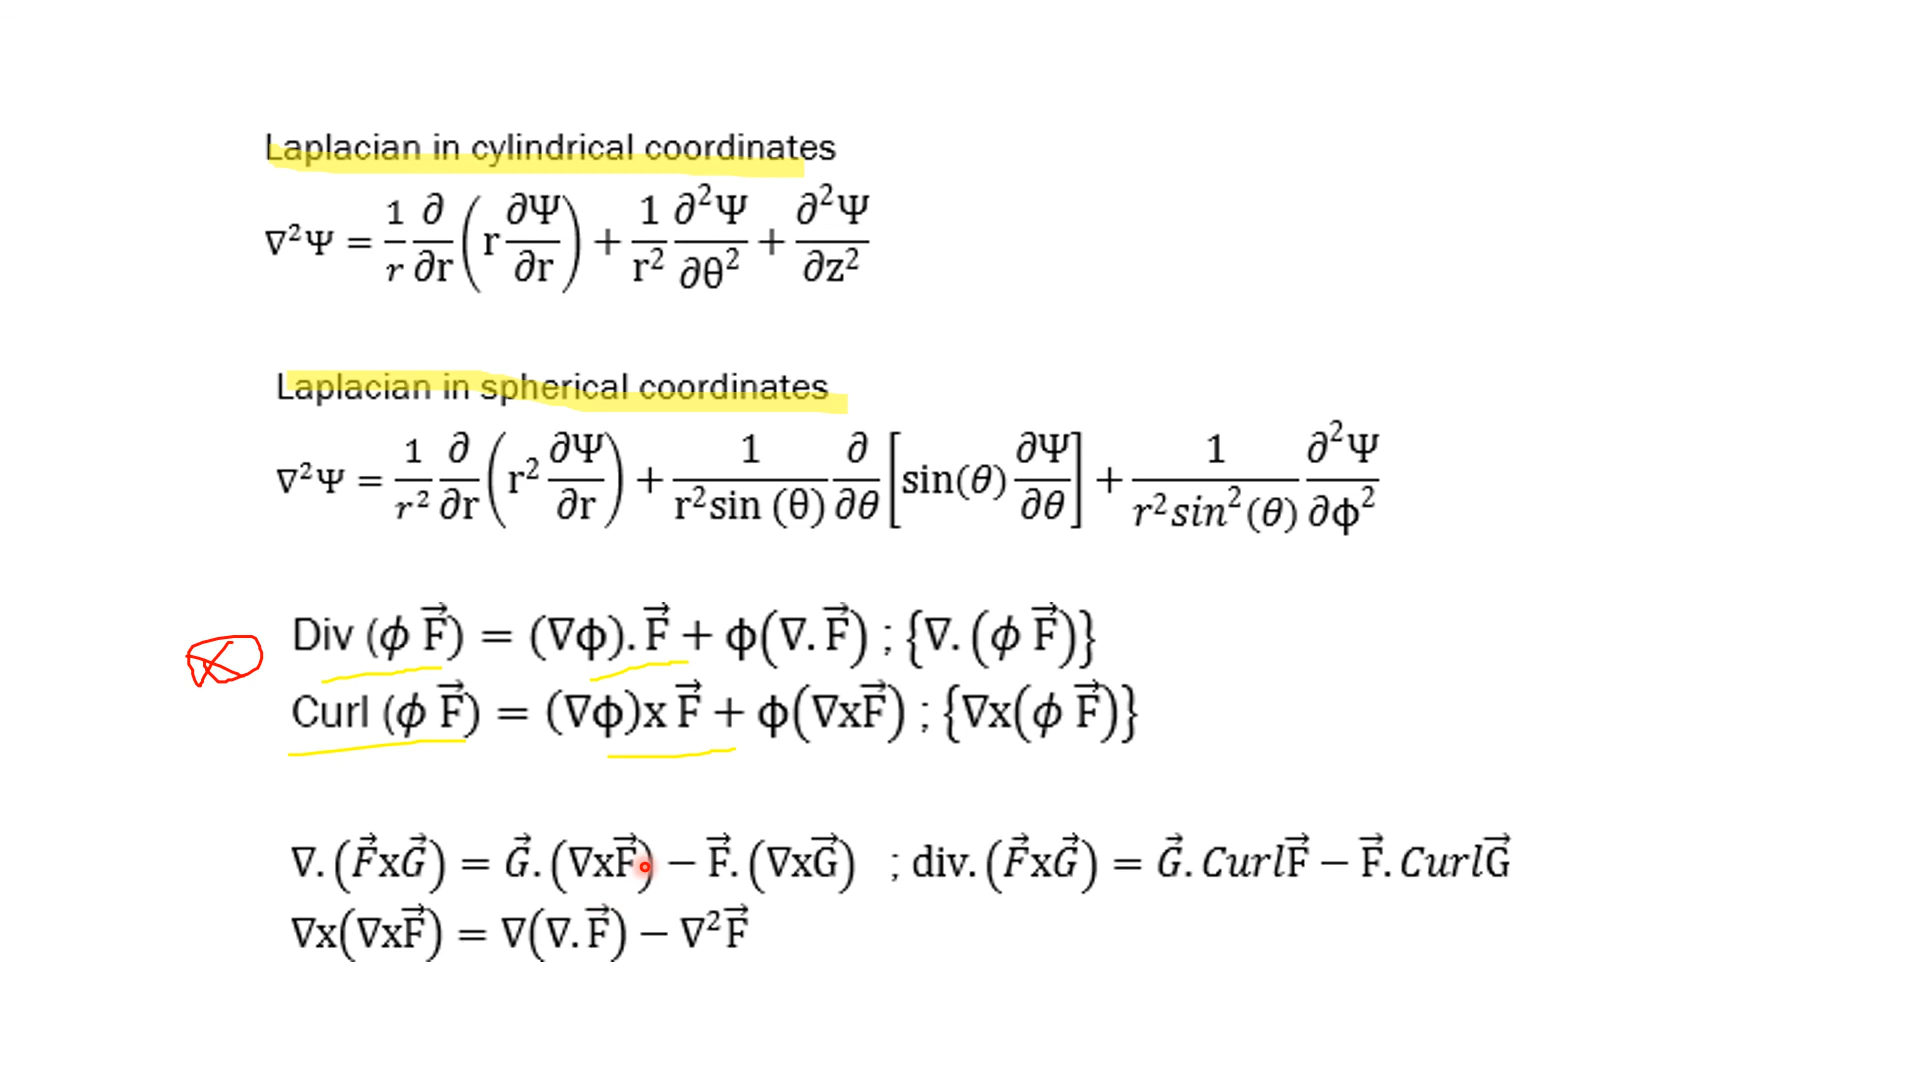 Laplacian in cylindrical coordinates
∇²Ψ = 1/r ∂/∂r (r ∂Ψ/∂r) + 1/r² ∂²Ψ/∂θ² + ∂²Ψ/∂z²
Laplacian in spherical coordinates
∇²Ψ = 1/r² ∂/∂r (r² ∂Ψ/∂r) + 1/(r²sin (θ)) ∂/∂θ [sin(θ) ∂Ψ/∂θ] + 1/(r²sin²(θ)) ∂²Ψ/∂ϕ²
Div (ϕ F⃗) = (∇ϕ). F⃗ + ϕ(∇. F⃗) ; {∇. (ϕ F⃗)}
Curl (ϕ F⃗) = (∇ϕ)x F⃗ + ϕ(∇xF⃗) ; {∇x(ϕ F⃗)}
∇. (F⃗xG⃗) = G⃗. (∇xF⃗) − F⃗. (∇xG⃗) ; div. (F⃗xG⃗) = G⃗. CurlF⃗ − F⃗. CurlG⃗
∇x(∇xF⃗) = ∇(∇. F⃗) − ∇²F⃗